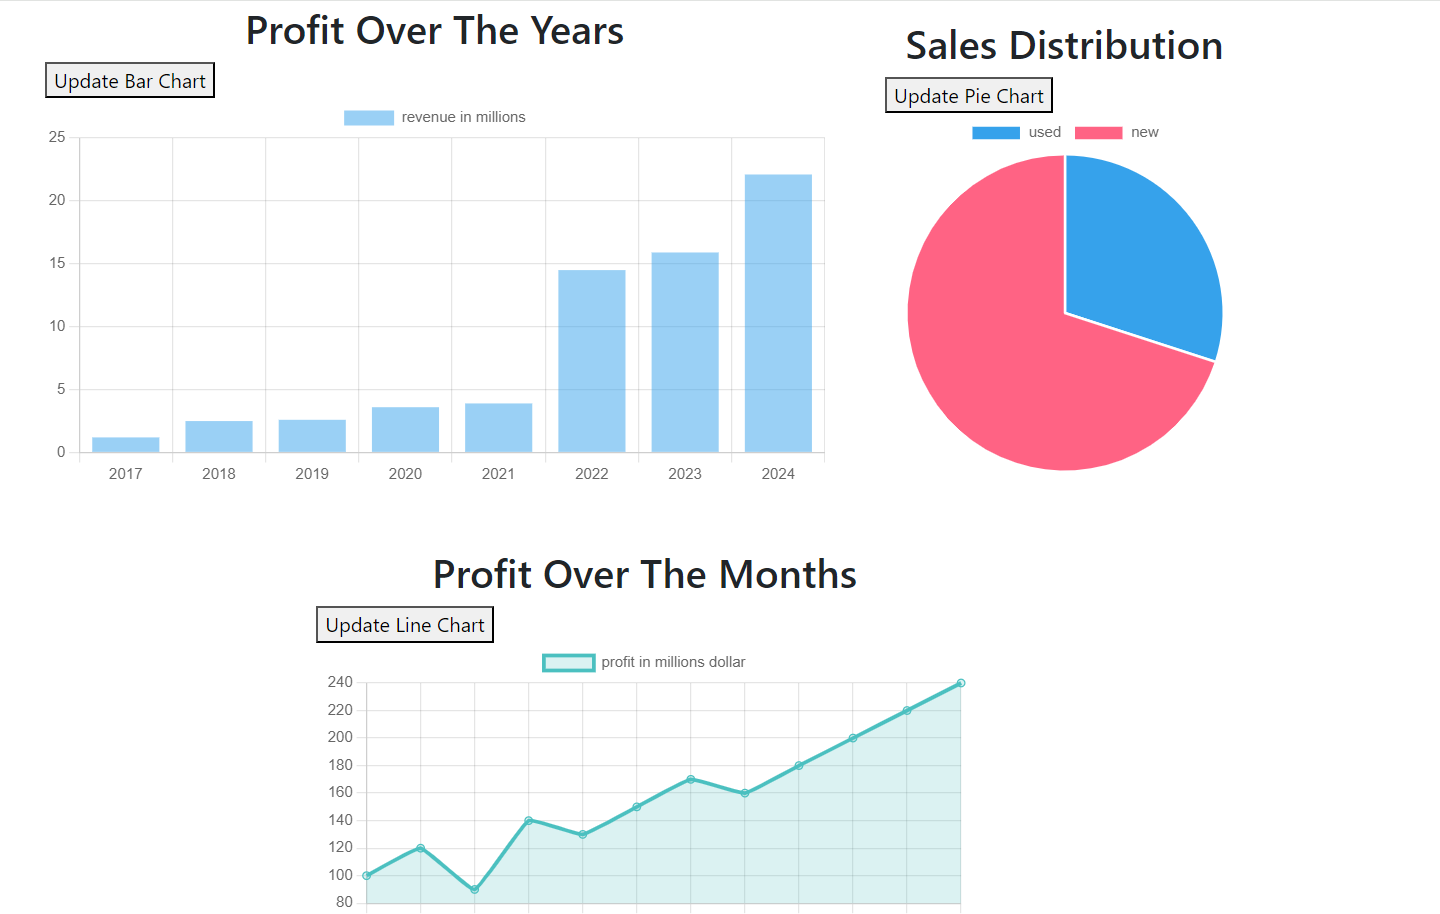 Profit Over The Years
Update Bar Chart
revenue in millions
25
20
15
10
5
0
2017 2018 2019 2020 2021 2022 2023 2024
Sales Distribution
Update Pie Chart
used new
Profit Over The Months
Update Line Chart
profit in millions dollar
240
220
200
180
160
140
120
100
80